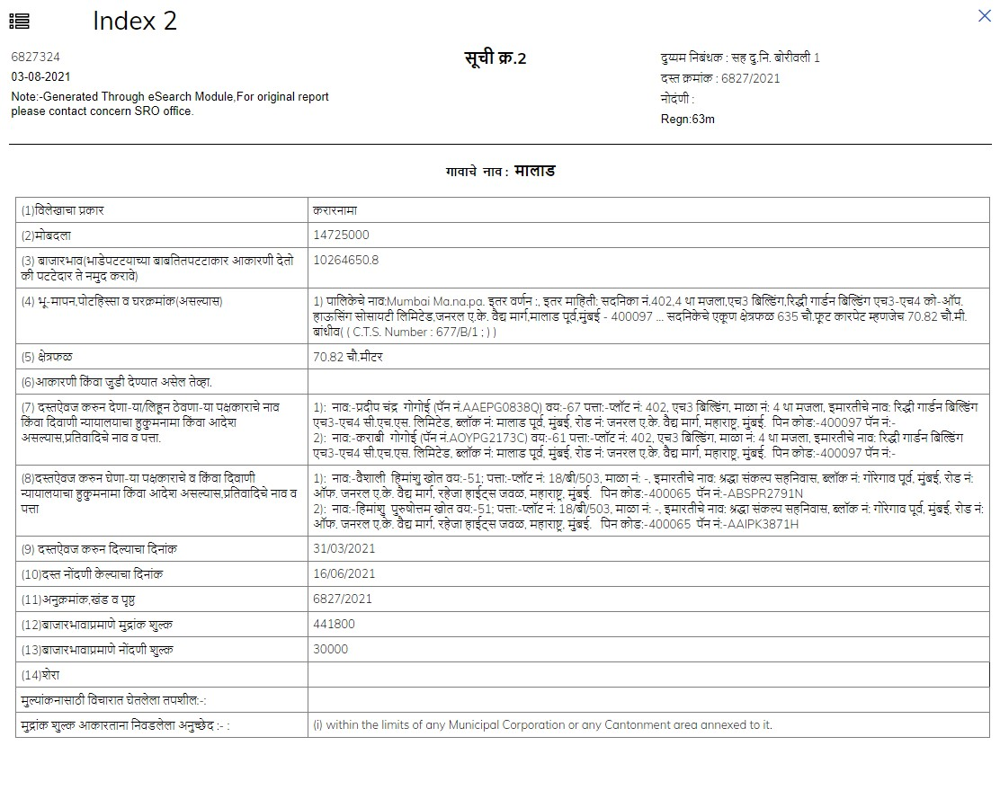 Index 2
6827324
03-08-2021
Note:-Generated Through eSearch Module,For original report
please contact concern SRO office.
सूची क्र.2
दुय्यम निबंधक : सह दु.नि. बोरीवली 1
दस्त क्रमांक : 6827/2021
नोदंणी :
Regn:63m
गावाचे नाव : मालाड
(1)विलेखाचा प्रकार
करारनामा
(2)मोबदला
14725000
(3) बाजारभाव(भाडेपटटयाच्या बाबतितपटटाकार आकारणी देतो
की पटटेदार ते नमुद करावे)
10264650.8
(4) भू-मापन,पोटहिस्सा व घरक्रमांक(असल्यास)
1) पालिकेचे नाव:Mumbai Ma.na.pa. इतर वर्णन :, इतर माहिती: सदनिका नं.402,4 था मजला,एच3 बिल्डिंग,रिद्धी गार्डन बिल्डिंग एच3-एच4 को-ऑप.
हाऊसिंग सोसायटी लिमिटेड,जनरल ए.के. वैद्य मार्ग,मालाड पूर्व,मुंबई - 400097 ... सदनिकेचे एकूण क्षेत्रफळ 635 चौ.फूट कारपेट म्हणजेच 70.82 चौ.मी.
बांधीव( ( C.T.S. Number : 677/B/1 ; ) )
(5) क्षेत्रफळ
70.82 चौ.मीटर
(6)आकारणी किंवा जुडी देण्यात असेल तेव्हा.
(7) दस्तऐवज करुन देणा-या/लिहून ठेवणा-या पक्षकाराचे नाव
किंवा दिवाणी न्यायालयाचा हुकुमनामा किंवा आदेश
असल्यास,प्रतिवादिचे नाव व पत्ता.
1): नाव:-प्रदीप चंद्र गोगोई (पॅन नं.AAEPG0838Q) वय:-67 पत्ता:-प्लॉट नं: 402, एच3 बिल्डिंग, माळा नं: 4 था मजला, इमारतीचे नाव: रिद्धी गार्डन बिल्डिंग
एच3-एच4 सी.एच.एस. लिमिटेड, ब्लॉक नं: मालाड पूर्व, मुंबई, रोड नं: जनरल ए.के. वैद्य मार्ग, महाराष्ट्र, मुंबई. पिन कोड:-400097 पॅन नं:-
2): नाव:-कराबी गोगोई (पॅन नं.AOYPG2173C) वय:-61 पत्ता:-प्लॉट नं: 402, एच3 बिल्डिंग, माळा नं: 4 था मजला, इमारतीचे नाव: रिद्धी गार्डन बिल्डिंग
एच3-एच4 सी.एच.एस. लिमिटेड, ब्लॉक नं: मालाड पूर्व, मुंबई, रोड नं: जनरल ए.के. वैद्य मार्ग, महाराष्ट्र, मुंबई. पिन कोड:-400097 पॅन नं:-
(8)दस्तऐवज करुन घेणा-या पक्षकाराचे व किंवा दिवाणी
न्यायालयाचा हुकुमनामा किंवा आदेश असल्यास,प्रतिवादिचे नाव व
पत्ता
1): नाव:-वैशाली हिमांशु खोत वय:-51; पत्ता:-प्लॉट नं: 18/बी/503, माळा नं: -, इमारतीचे नाव: श्रद्धा संकल्प सहनिवास, ब्लॉक नं: गोरेगाव पूर्व, मुंबई, रोड नं:
ऑफ. जनरल ए.के. वैद्य मार्ग, रहेजा हाईट्स जवळ, महाराष्ट्र, मुंबई. पिन कोड:-400065 पॅन नं:-ABSPR2791N
2): नाव:-हिमांशु पुरुषोत्तम खोत वय:-51; पत्ता:-प्लॉट नं: 18/बी/503, माळा नं: -, इमारतीचे नाव: श्रद्धा संकल्प सहनिवास, ब्लॉक नं: गोरेगाव पूर्व, मुंबई, रोड नं:
ऑफ. जनरल ए.के. वैद्य मार्ग, रहेजा हाईट्स जवळ, महाराष्ट्र, मुंबई. पिन कोड:-400065 पॅन नं:-AAIPK3871H
(9) दस्तऐवज करुन दिल्याचा दिनांक
31/03/2021
(10)दस्त नोंदणी केल्याचा दिनांक
16/06/2021
(11)अनुक्रमांक,खंड व पृष्ठ
6827/2021
(12)बाजारभावाप्रमाणे मुद्रांक शुल्क
441800
(13)बाजारभावाप्रमाणे नोंदणी शुल्क
30000
(14)शेरा
मुल्यांकनासाठी विचारात घेतलेला तपशील:-:
मुद्रांक शुल्क आकारताना निवडलेला अनुच्छेद :- :
(i) within the limits of any Municipal Corporation or any Cantonment area annexed to it.